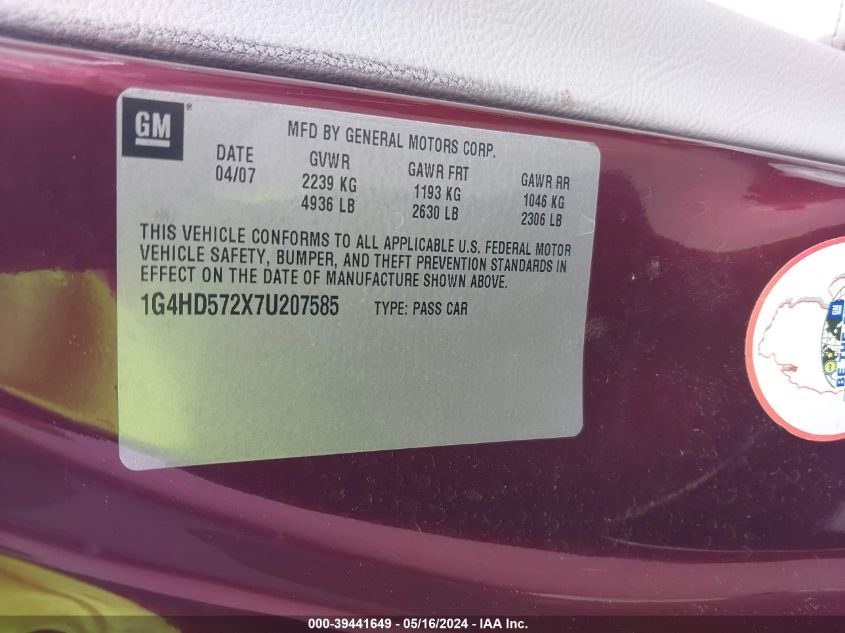 GM ®
MFD BY GENERAL MOTORS CORP.
DATE GVWR GAWR FRT GAWR RR
04/07 2239 KG 1193 KG 1046 KG
4936 LB 2630 LB 2306 LB
THIS VEHICLE CONFORMS TO ALL APPLICABLE U.S. FEDERAL MOTOR
VEHICLE SAFETY, BUMPER, AND THEFT PREVENTION STANDARDS IN
EFFECT ON THE DATE OF MANUFACTURE SHOWN ABOVE.
1G4HD572X7U207585 TYPE: PASS CAR
GM
BE THE
000-39441649 - 05/16/2024 - IAA Inc.